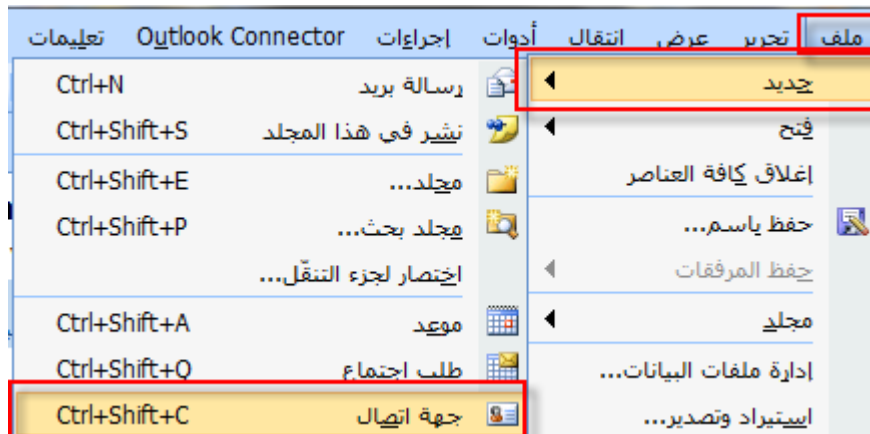 ملف تحرير عرض انتقال أدوات إجراءات Outlook Connector تعليمات
جديد
فتح
إغلاق كافة العناصر
حفظ باسم...
حفظ المرفقات
مجلد
إدارة ملفات البيانات...
استيراد وتصدير...
رسالة بريد Ctrl+N
نشر في هذا المجلد Ctrl+Shift+S
مجلد... Ctrl+Shift+E
مجلد بحث... Ctrl+Shift+P
اختصار لجزء التنقّل...
موعد Ctrl+Shift+A
طلب اجتماع Ctrl+Shift+Q
جهة اتصال Ctrl+Shift+C